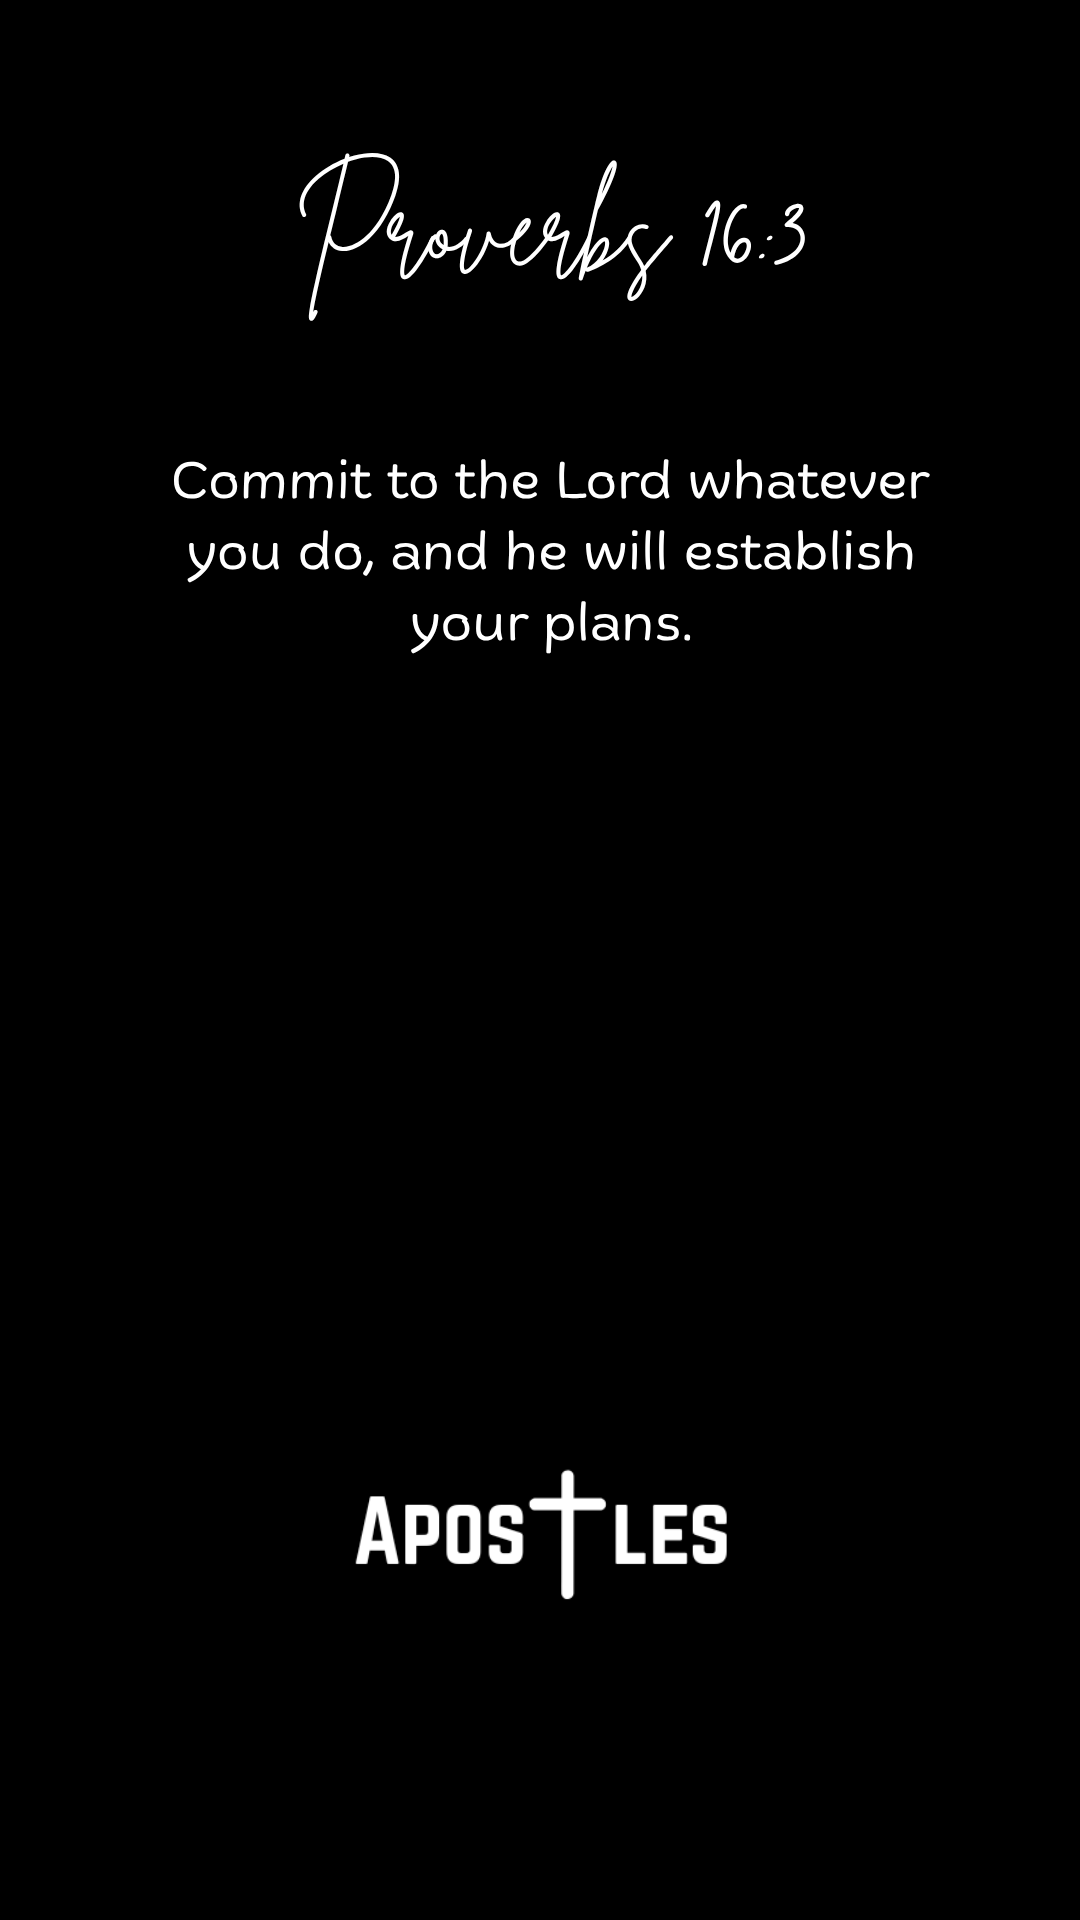 Proverbs 16:3
Commit to the Lord whatever
you do, and he will establish
your plans.
APOSTLES